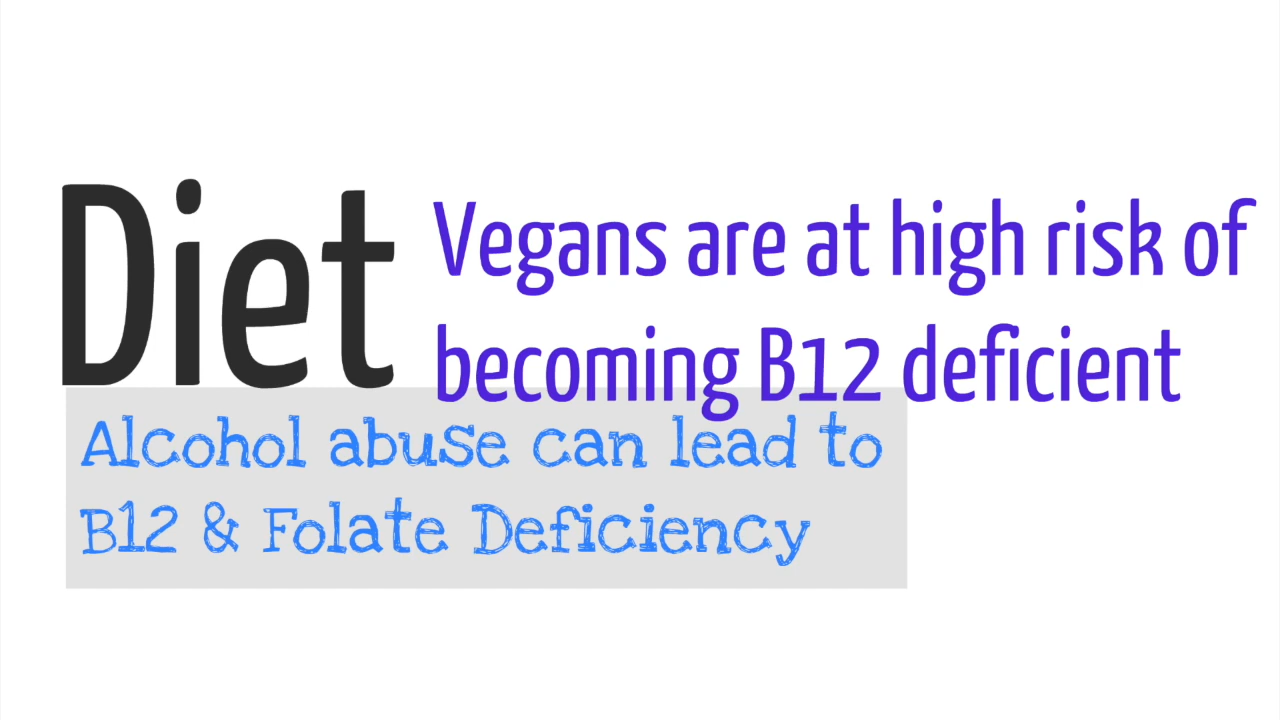 Diet
Vegans are at high risk of
becoming B12 deficient
Alcohol abuse can lead to
B12 & Folate Deficiency